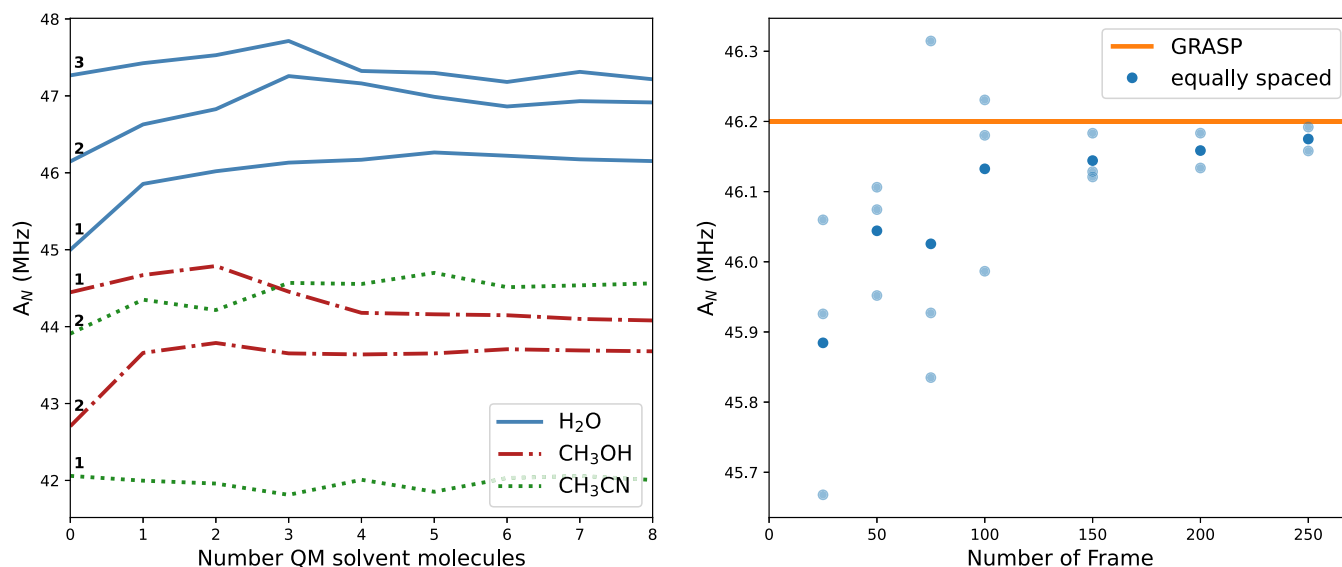 48
47
46
45
44
43
42
A_N (MHz)
3
2
1
1
2
2
1
H₂O
CH₃OH
CH₃CN
0 1 2 3 4 5 6 7 8
Number QM solvent molecules
46.3
46.2
46.1
46.0
45.9
45.8
45.7
A_N (MHz)
GRASP
equally spaced
0 50 100 150 200 250
Number of Frame